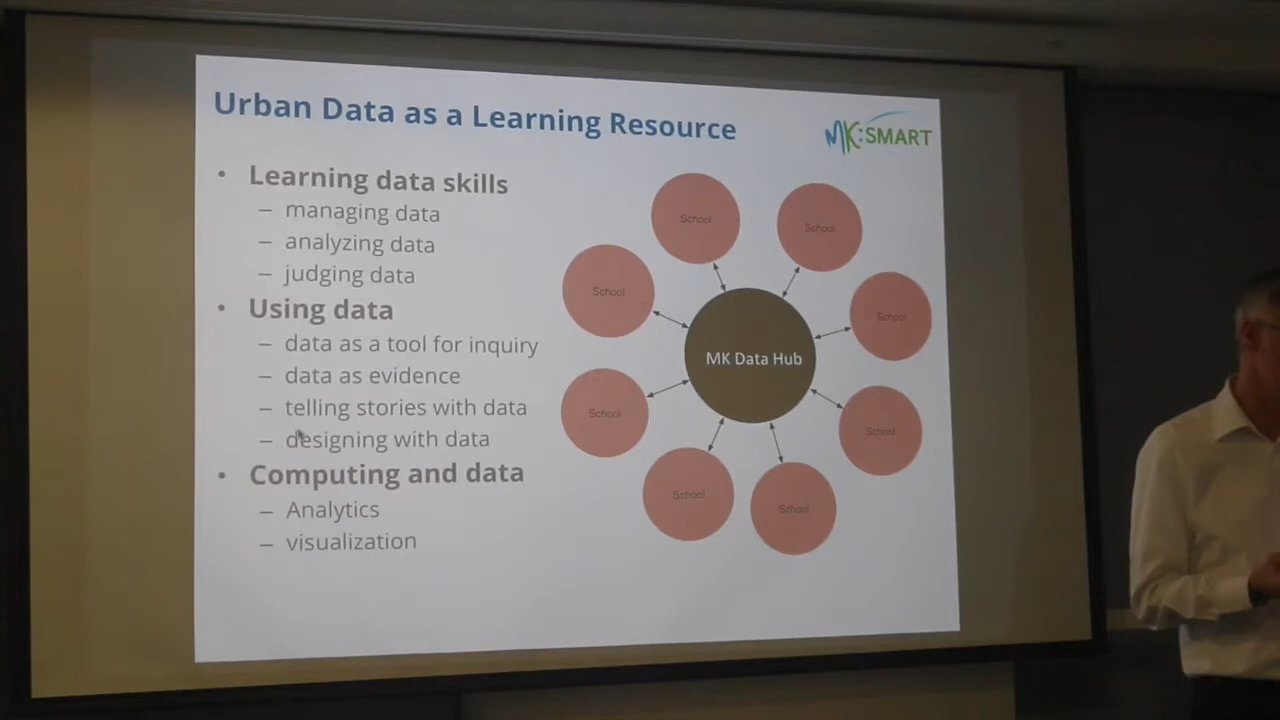 Urban Data as a Learning Resource
MK:SMART
• Learning data skills
– managing data
– analyzing data
– judging data
• Using data
– data as a tool for inquiry
– data as evidence
– telling stories with data
– designing with data
• Computing and data
– Analytics
– visualization
School
School
School
School
MK Data Hub
School
School
School
School